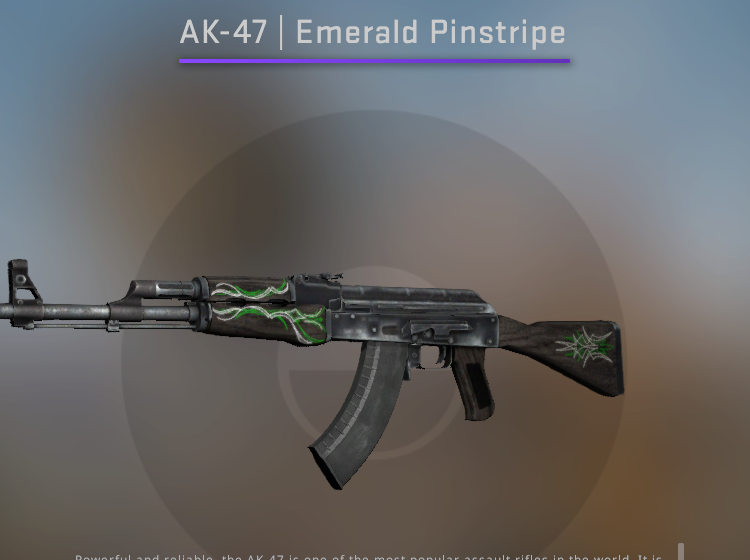 AK-47 | Emerald Pinstripe
Powerful and reliable, the AK-47 is one of the most popular assault rifles in the world. It is